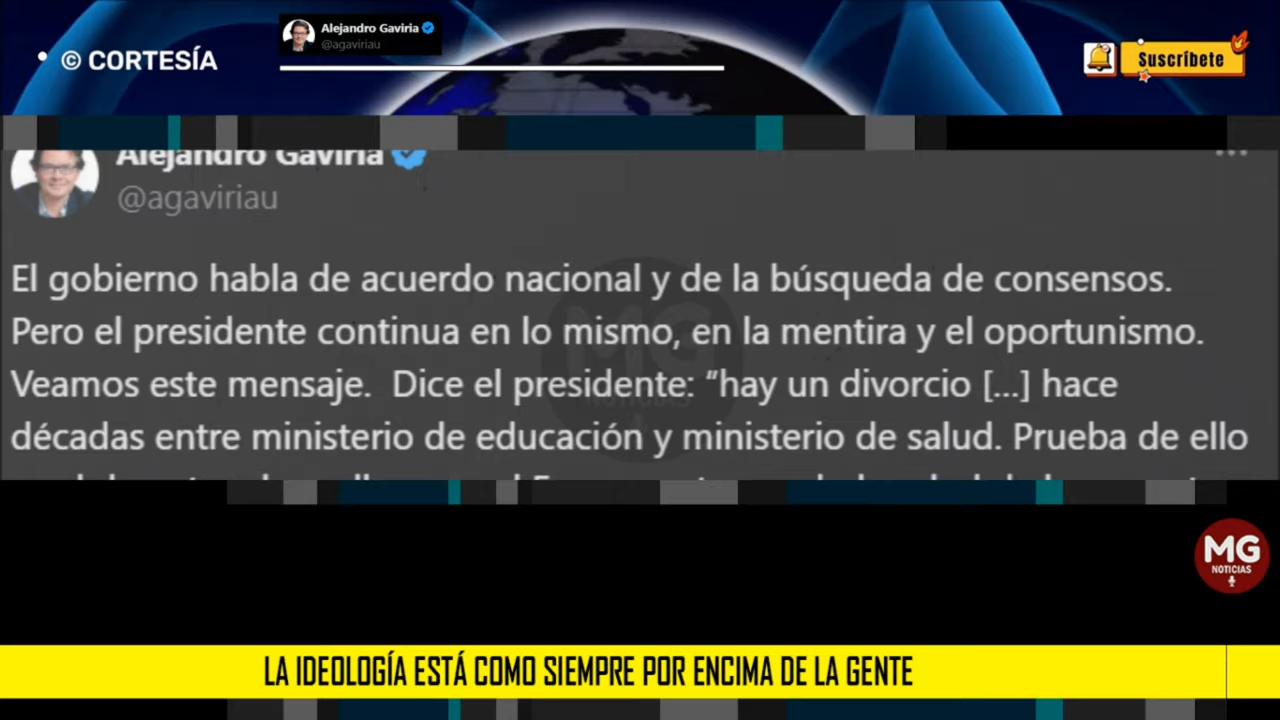 © CORTESÍA
Alejandro Gaviria
@agaviriau
Suscríbete
Alejandro Gaviria
@agaviriau
El gobierno habla de acuerdo nacional y de la búsqueda de consensos.
Pero el presidente continua en lo mismo, en la mentira y el oportunismo.
Veamos este mensaje. Dice el presidente: “hay un divorcio [...] hace
décadas entre ministerio de educación y ministerio de salud. Prueba de ello
MG
NOTICIAS
MG
NOTICIAS
LA IDEOLOGÍA ESTÁ COMO SIEMPRE POR ENCIMA DE LA GENTE